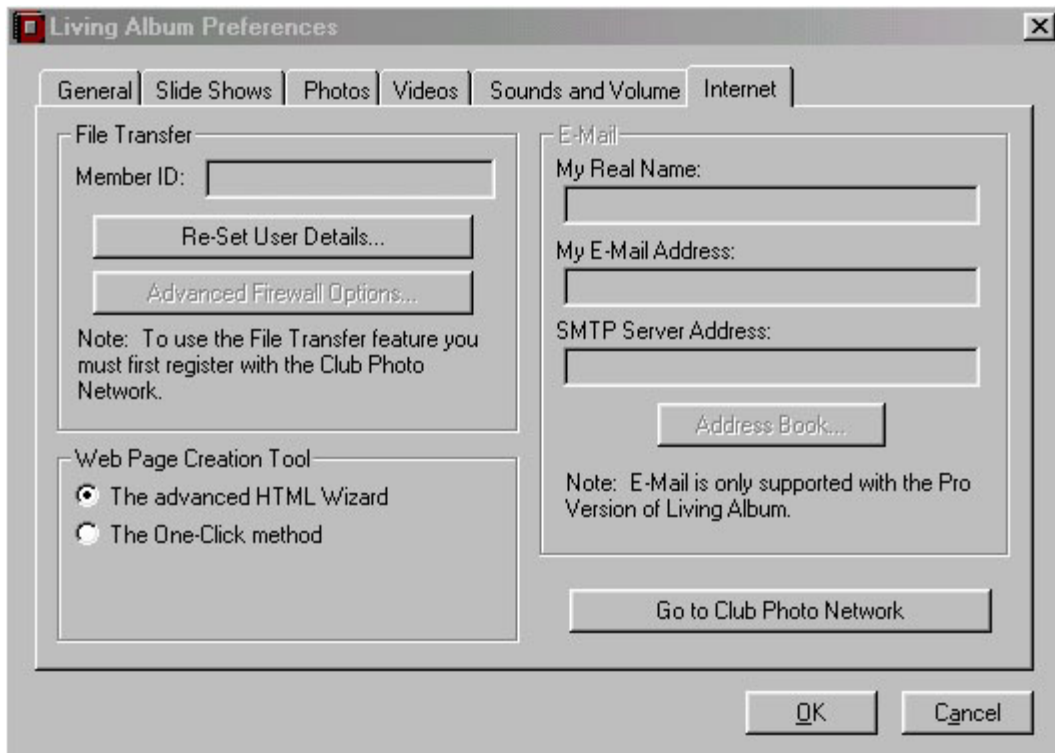 Living Album Preferences
General Slide Shows Photos Videos Sounds and Volume Internet
File Transfer
Member ID:
Re-Set User Details...
Advanced Firewall Options...
Note: To use the File Transfer feature you
must first register with the Club Photo
Network.
Web Page Creation Tool
The advanced HTML Wizard
The One-Click method
E-Mail
My Real Name:
My E-Mail Address:
SMTP Server Address:
Address Book...
Note: E-Mail is only supported with the Pro
Version of Living Album.
Go to Club Photo Network
OK Cancel